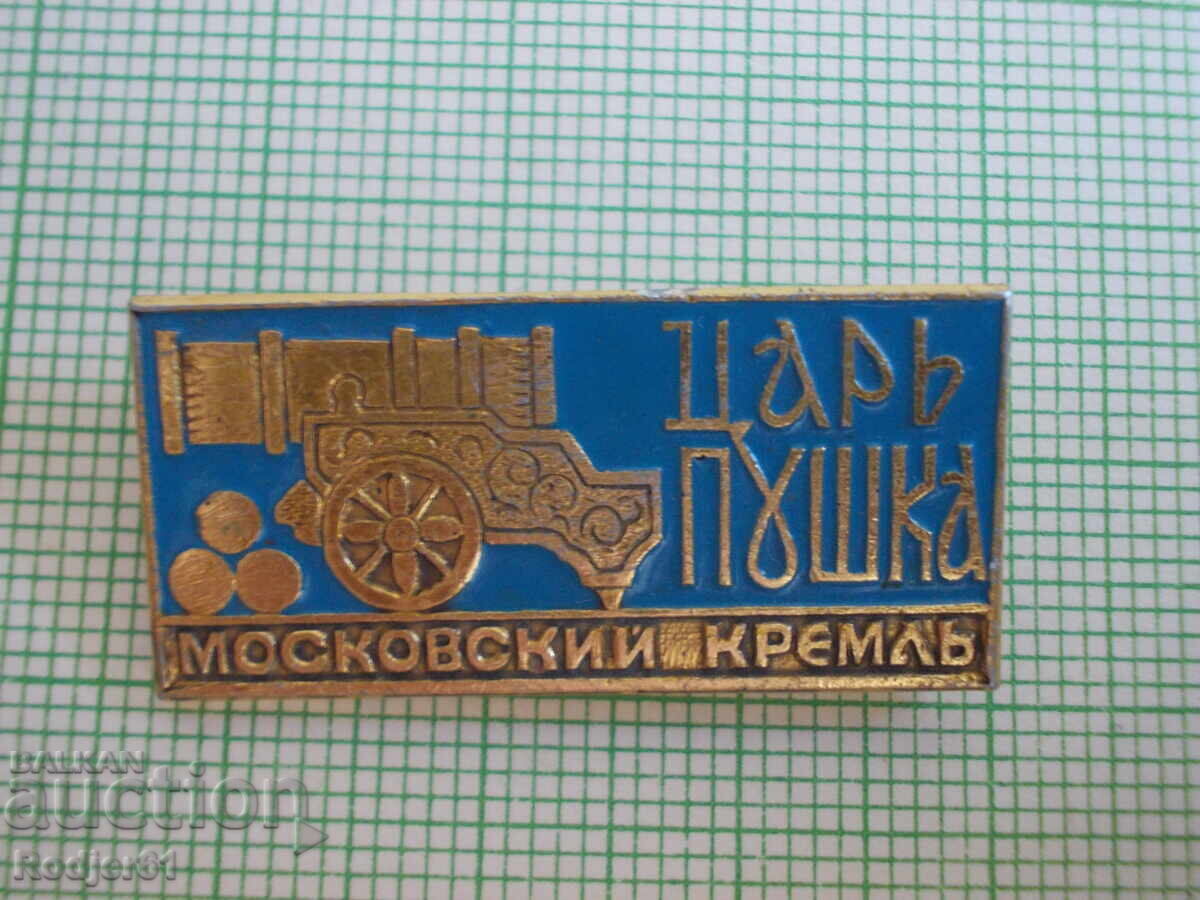 Царь
Пушка
МОСКОВСКИЙ КРЕМЛЬ
BALKAN
auction
Rodjer61